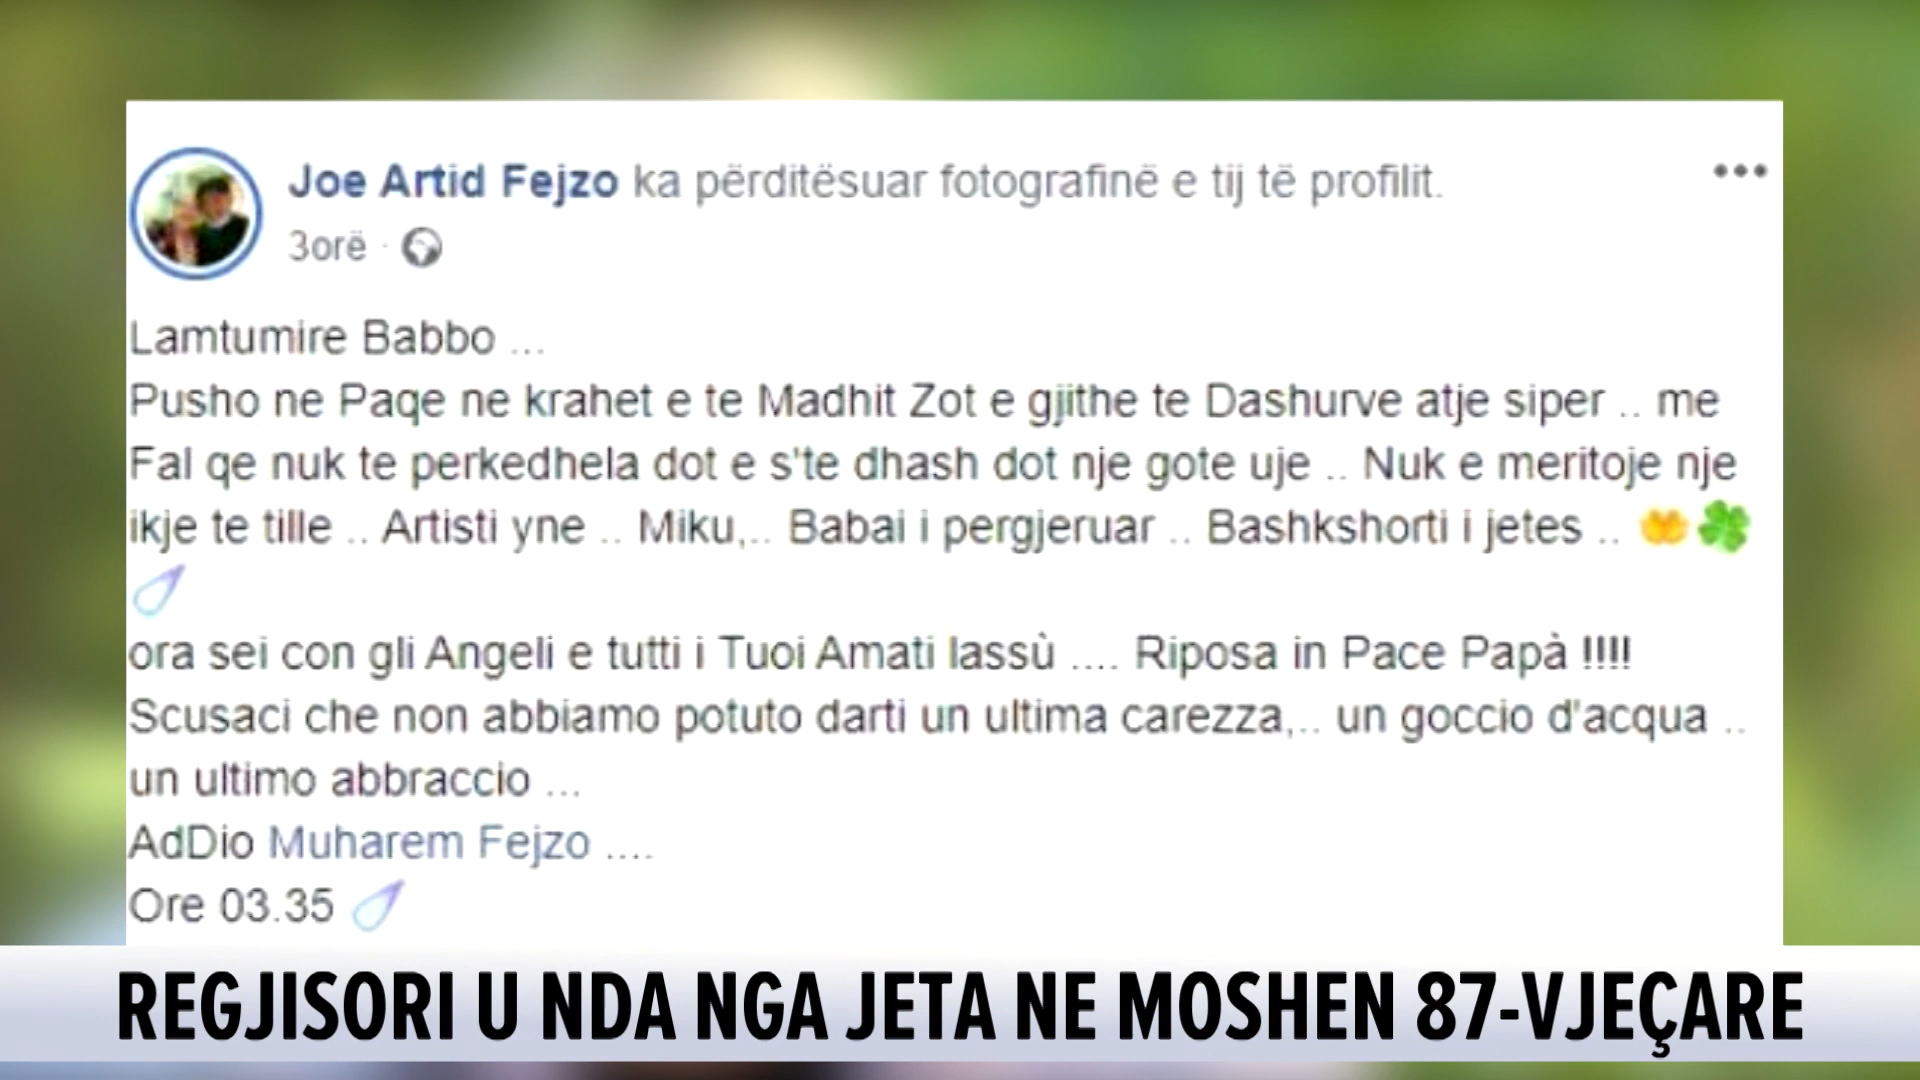 Joe Artid Fejzo ka përditësuar fotografinë e tij të profilit.
3orë ·
Lamtumire Babbo ...
Pusho ne Paqe ne krahet e te Madhit Zot e gjithe te Dashurve atje siper .. me
Fal qe nuk te perkedhela dot e s'te dhash dot nje gote uje .. Nuk e meritoje nje
ikje te tille .. Artisti yne .. Miku,.. Babai i pergjeruar .. Bashkshorti i jetes .. 🤲🍀
ora sei con gli Angeli e tutti i Tuoi Amati lassù .... Riposa in Pace Papà !!!!
Scusaci che non abbiamo potuto darti un ultima carezza,.. un goccio d'acqua ..
un ultimo abbraccio ...
AdDio Muharem Fejzo ....
Ore 03.35
REGJISORI U NDA NGA JETA NE MOSHEN 87-VJEÇARE